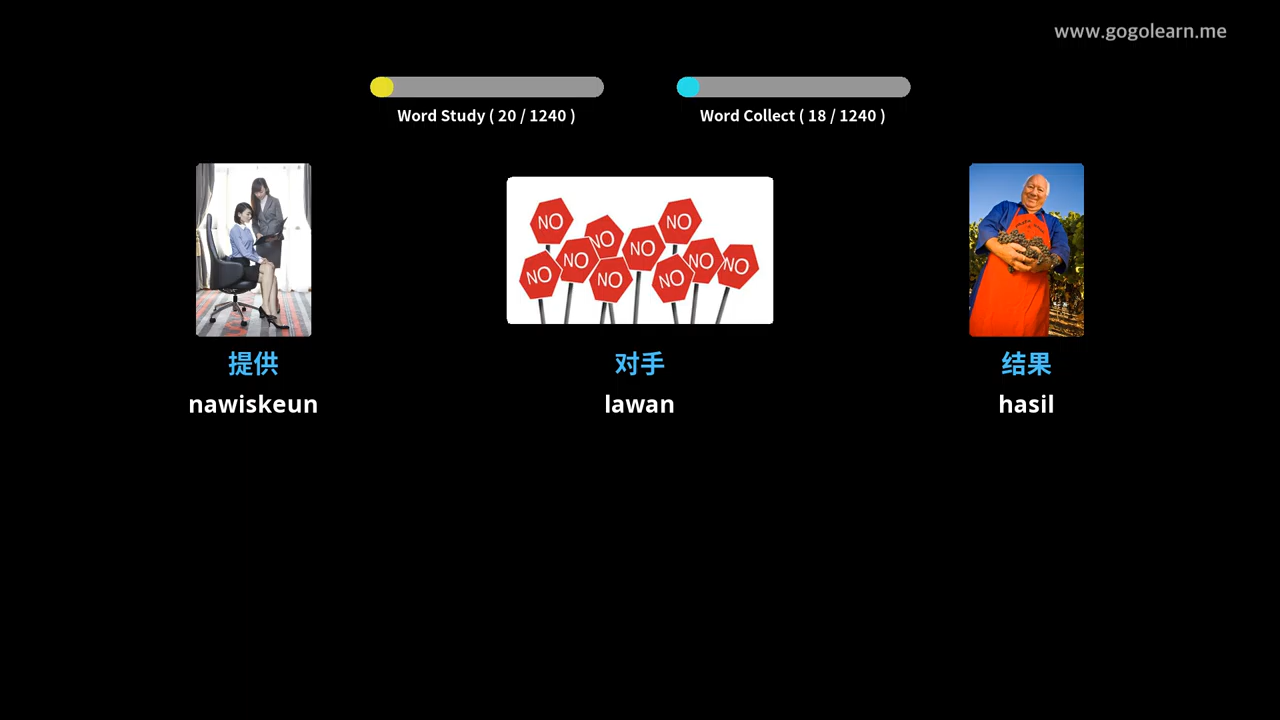 www.gogolearn.me
Word Study ( 20 / 1240 )
Word Collect ( 18 / 1240 )
NO
NO
NO
NO
NO
NO
NO
NO
NO
NO
提供
对手
结果
nawiskeun
lawan
hasil